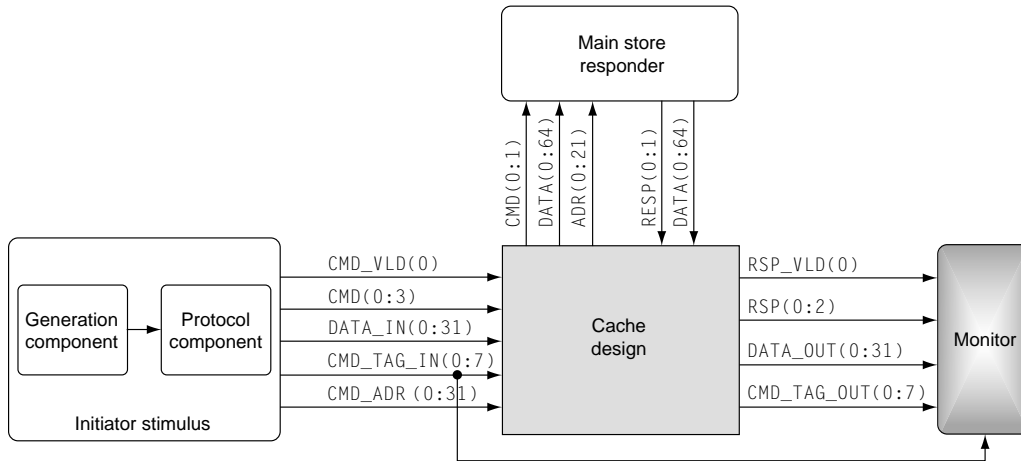 Main store
responder
CMD(0:1)
DATA(0:64)
ADR(0:21)
RESP(0:1)
DATA(0:64)
Generation
component
Protocol
component
Initiator stimulus
CMD_VLD(0)
CMD(0:3)
DATA_IN(0:31)
CMD_TAG_IN(0:7)
CMD_ADR (0:31)
Cache
design
RSP_VLD(0)
RSP(0:2)
DATA_OUT(0:31)
CMD_TAG_OUT(0:7)
Monitor